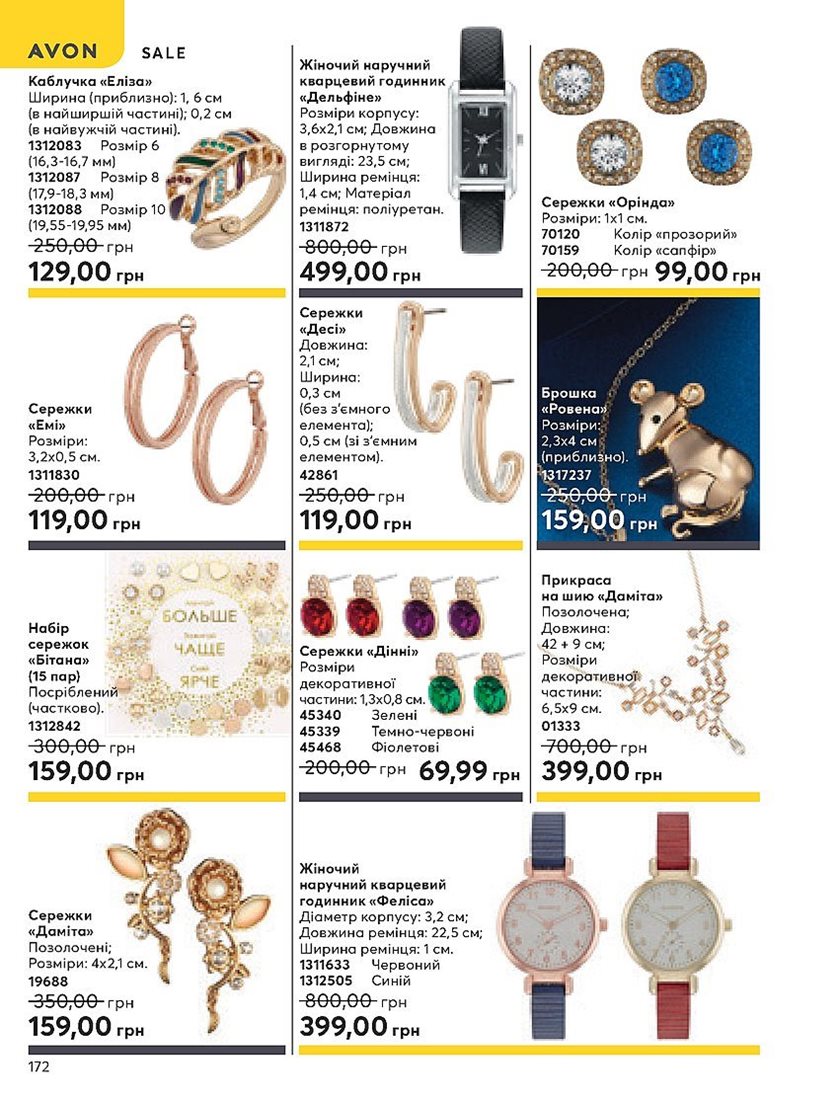 AVON
SALE
Каблучка «Еліза»
Ширина (приблизно): 1, 6 см
(в найширшій частині); 0,2 см
(в найвужчій частині).
1312083 Розмір 6
(16,3-16,7 мм)
1312087 Розмір 8
(17,9-18,3 мм)
1312088 Розмір 10
(19,55-19,95 мм)
250,00 грн
129,00 грн
Жіночий наручний
кварцевий годинник
«Дельфіне»
Розміри корпусу:
3,6х2,1 см; Довжина
в розгорнутому
вигляді: 23,5 см;
Ширина ремінця:
1,4 см; Матеріал
ремінця: поліуретан.
1311872
800,00 грн
499,00 грн
Сережки «Орінда»
Розміри: 1х1 см.
70120 Колір «прозорий»
70159 Колір «сапфір»
200,00 грн 99,00 грн
Сережки
«Емі»
Розміри:
3,2х0,5 см.
1311830
200,00 грн
119,00 грн
Сережки
«Десі»
Довжина:
2,1 см;
Ширина:
0,3 см
(без з’ємного
елемента);
0,5 см (зі з’ємним
елементом).
42861
250,00 грн
119,00 грн
Брошка
«Ровена»
Розміри:
2,3х4 см
(приблизно).
1317237
250,00 грн
159,00 грн
Набір
сережок
«Бітана»
(15 пар)
Посріблений
(частково).
1312842
300,00 грн
159,00 грн
БОЛЬШЕ
ЧАЩЕ
ЯРЧЕ
Сережки «Дінні»
Розміри
декоративної
частини: 1,3х0,8 см.
45340 Зелені
45339 Темно-червоні
45468 Фіолетові
200,00 грн 69,99 грн
Прикраса
на шию «Даміта»
Позолочена;
Довжина:
42 + 9 см;
Розміри
декоративної
частини:
6,5х9 см.
01333
700,00 грн
399,00 грн
Сережки
«Даміта»
Позолочені;
Розміри: 4х2,1 см.
19688
350,00 грн
159,00 грн
Жіночий
наручний кварцевий
годинник «Феліса»
Діаметр корпусу: 3,2 см;
Довжина ремінця: 22,5 см;
Ширина ремінця: 1 см.
1311633 Червоний
1312505 Синій
800,00 грн
399,00 грн
172